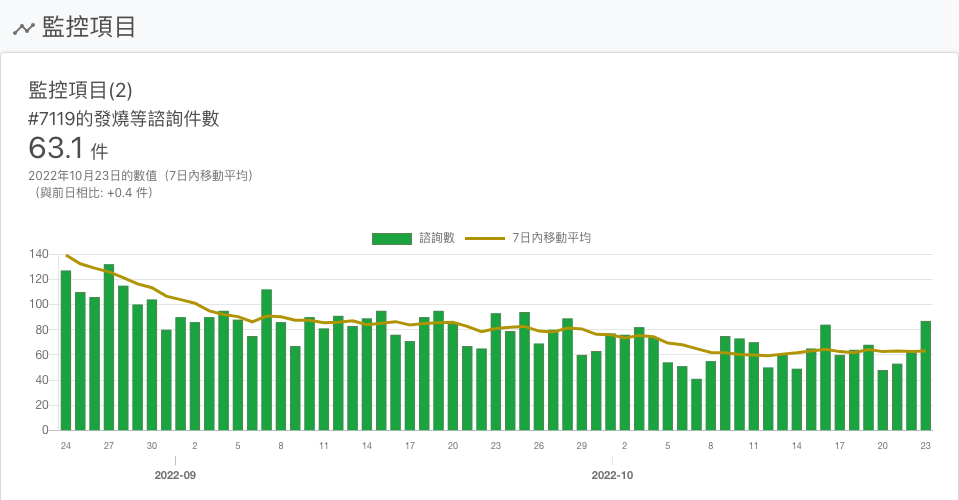 監控項目
監控項目(2)
#7119的發燒等諮詢件數
63.1 件
2022年10月23日的數值（7日內移動平均）
（與前日相比: +0.4 件）
諮詢數 7日內移動平均
140
120
100
80
60
40
20
0
24 27 30 2 5 8 11 14 17 20 23 26 29 2 5 8 11 14 17 20 23
2022-09 2022-10